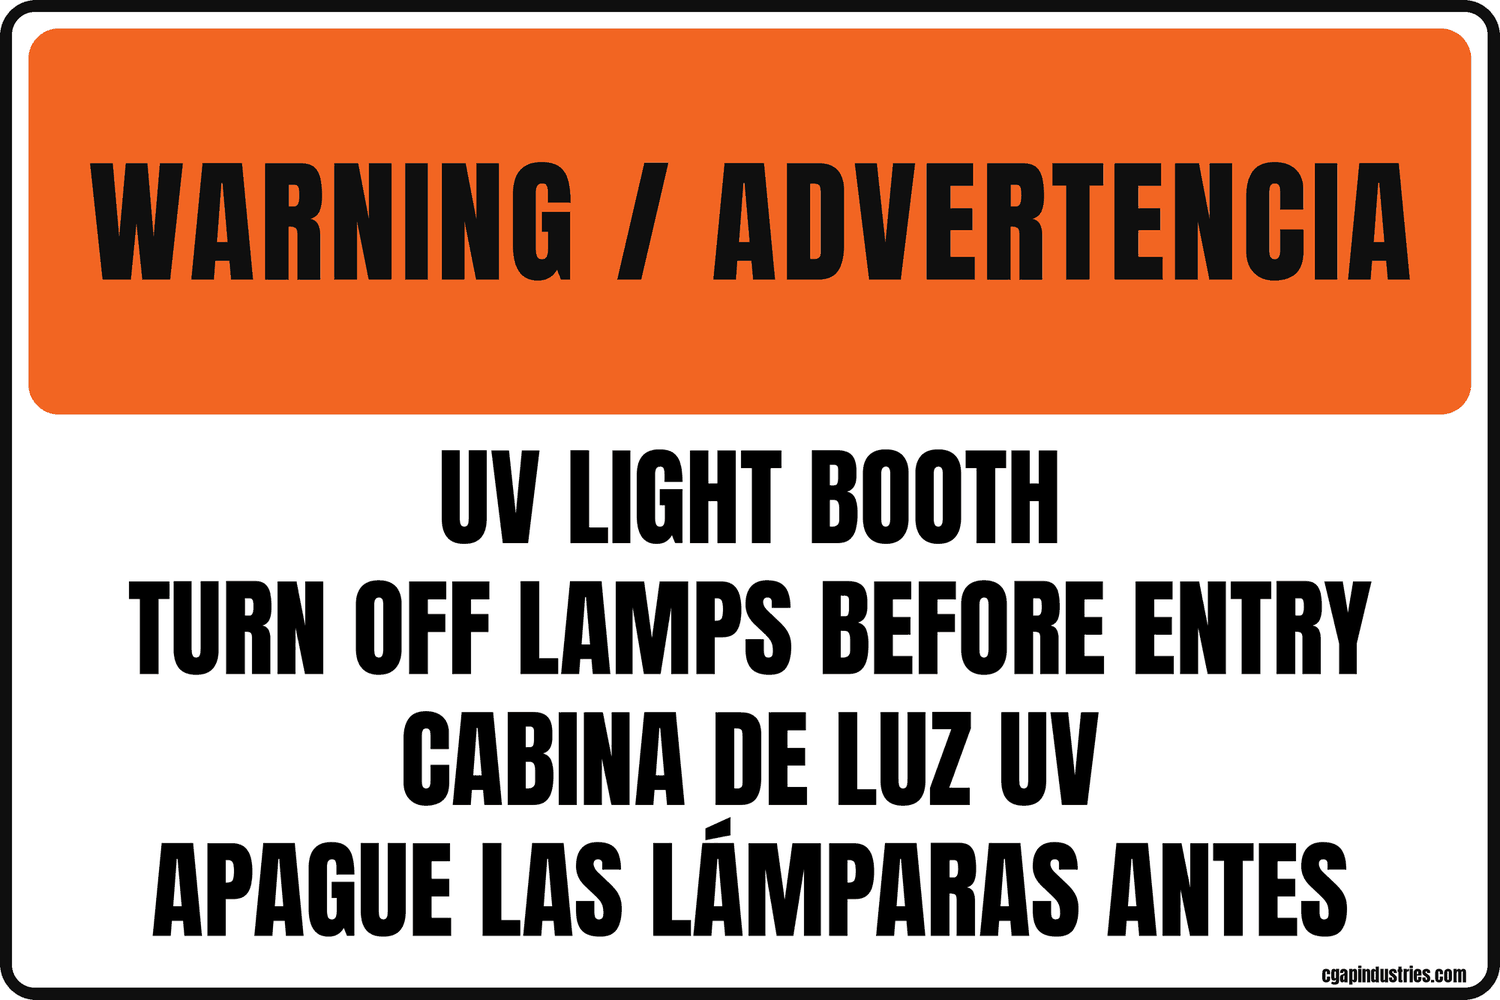 WARNING / ADVERTENCIA
UV LIGHT BOOTH
TURN OFF LAMPS BEFORE ENTRY
CABINA DE LUZ UV
APAGUE LAS LÁMPARAS ANTES
cgapindustries.com